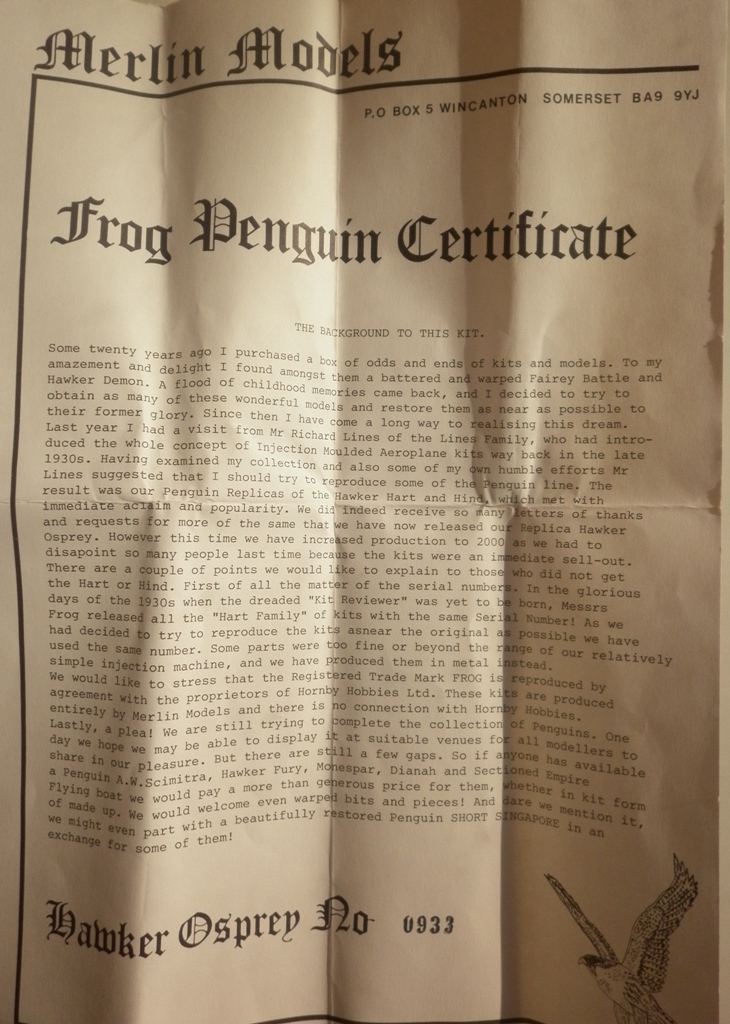 Merlin Models
P.O BOX 5 WINCANTON SOMERSET BA9 9YJ
Frog Penguin Certificate
THE BACKGROUND TO THIS KIT.
Some twenty years ago I purchased a box of odds and ends of kits and models. To my
amazement and delight I found amongst them a battered and warped Fairey Battle and
Hawker Demon. A flood of childhood memories came back, and I decided to try to
obtain as many of these wonderful models and restore them as near as possible to
their former glory. Since then I have come a long way to realising this dream.
Last year I had a visit from Mr Richard Lines of the Lines Family, who had intro-
duced the whole concept of Injection Moulded Aeroplane kits way back in the late
1930s. Having examined my collection and also some of my own humble efforts Mr
Lines suggested that I should try to reproduce some of the Penguin line. The
result was our Penguin Replicas of the Hawker Hart and Hind, which met with
immediate aclaim and popularity. We did indeed receive so many letters of thanks
and requests for more of the same that we have now released our Replica Hawker
Osprey. However this time we have increased production to 2000 as we had to
disapoint so many people last time because the kits were an immediate sell-out.
There are a couple of points we would like to explain to those who did not get
the Hart or Hind. First of all the matter of the serial numbers. In the glorious
days of the 1930s when the dreaded "Kit Reviewer" was yet to be born, Messrs
Frog released all the "Hart Family" of kits with the same Serial Number! As we
had decided to try to reproduce the kits asnear the original as possible we have
used the same number. Some parts were too fine or beyond the range of our relatively
simple injection machine, and we have produced them in metal instead.
We would like to stress that the Registered Trade Mark FROG is reproduced by
agreement with the proprietors of Hornby Hobbies Ltd. These kits are produced
entirely by Merlin Models and there is no connection with Hornby Hobbies.
Lastly, a plea! We are still trying to complete the collection of Penguins. One
day we hope we may be able to display it at suitable venues for all modellers to
share in our pleasure. But there are still a few gaps. So if anyone has available
a Penguin A.W.Scimitra, Hawker Fury, Monespar, Dianah and Sectioned Empire
Flying boat we would pay a more than generous price for them, whether in kit form
of made up. We would welcome even warped bits and pieces! And dare we mention it,
we might even part with a beautifully restored Penguin SHORT SINGAPORE in an
exchange for some of them!
Hawker Osprey No 0933